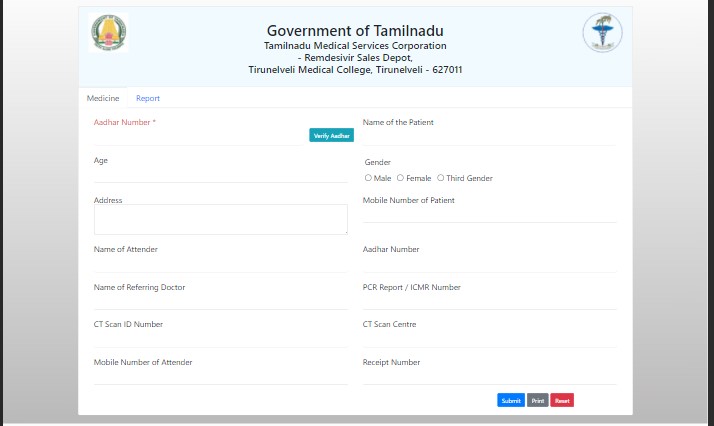 Government of Tamilnadu
Tamilnadu Medical Services Corporation
- Remdesivir Sales Depot,
Tirunelveli Medical College, Tirunelveli - 627011
Medicine Report
Aadhar Number *
Verify Aadhar
Name of the Patient
Age
Gender
Male Female Third Gender
Address
Mobile Number of Patient
Name of Attender
Aadhar Number
Name of Referring Doctor
PCR Report / ICMR Number
CT Scan ID Number
CT Scan Centre
Mobile Number of Attender
Receipt Number
Submit Print Reset